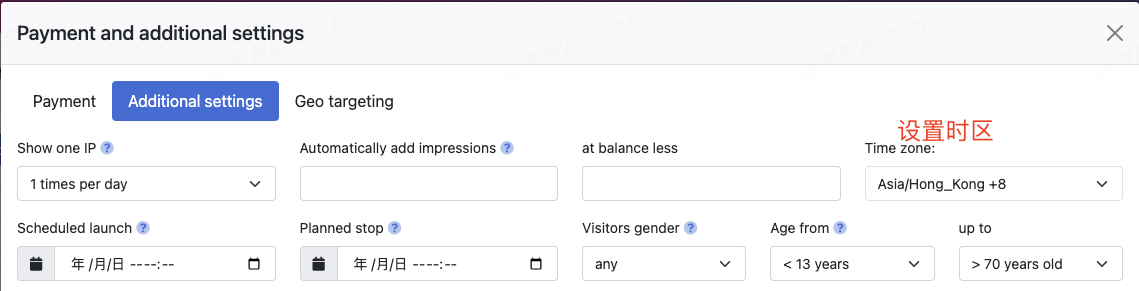 Payment and additional settings
Payment Additional settings Geo targeting
设置时区
Show one IP ? Automatically add impressions ? at balance less Time zone:
1 times per day Asia/Hong_Kong +8
Scheduled launch ? Planned stop ? Visitors gender ? Age from ? up to
年 /月/日 ----:-- 年 /月/日 ----:-- any < 13 years > 70 years old